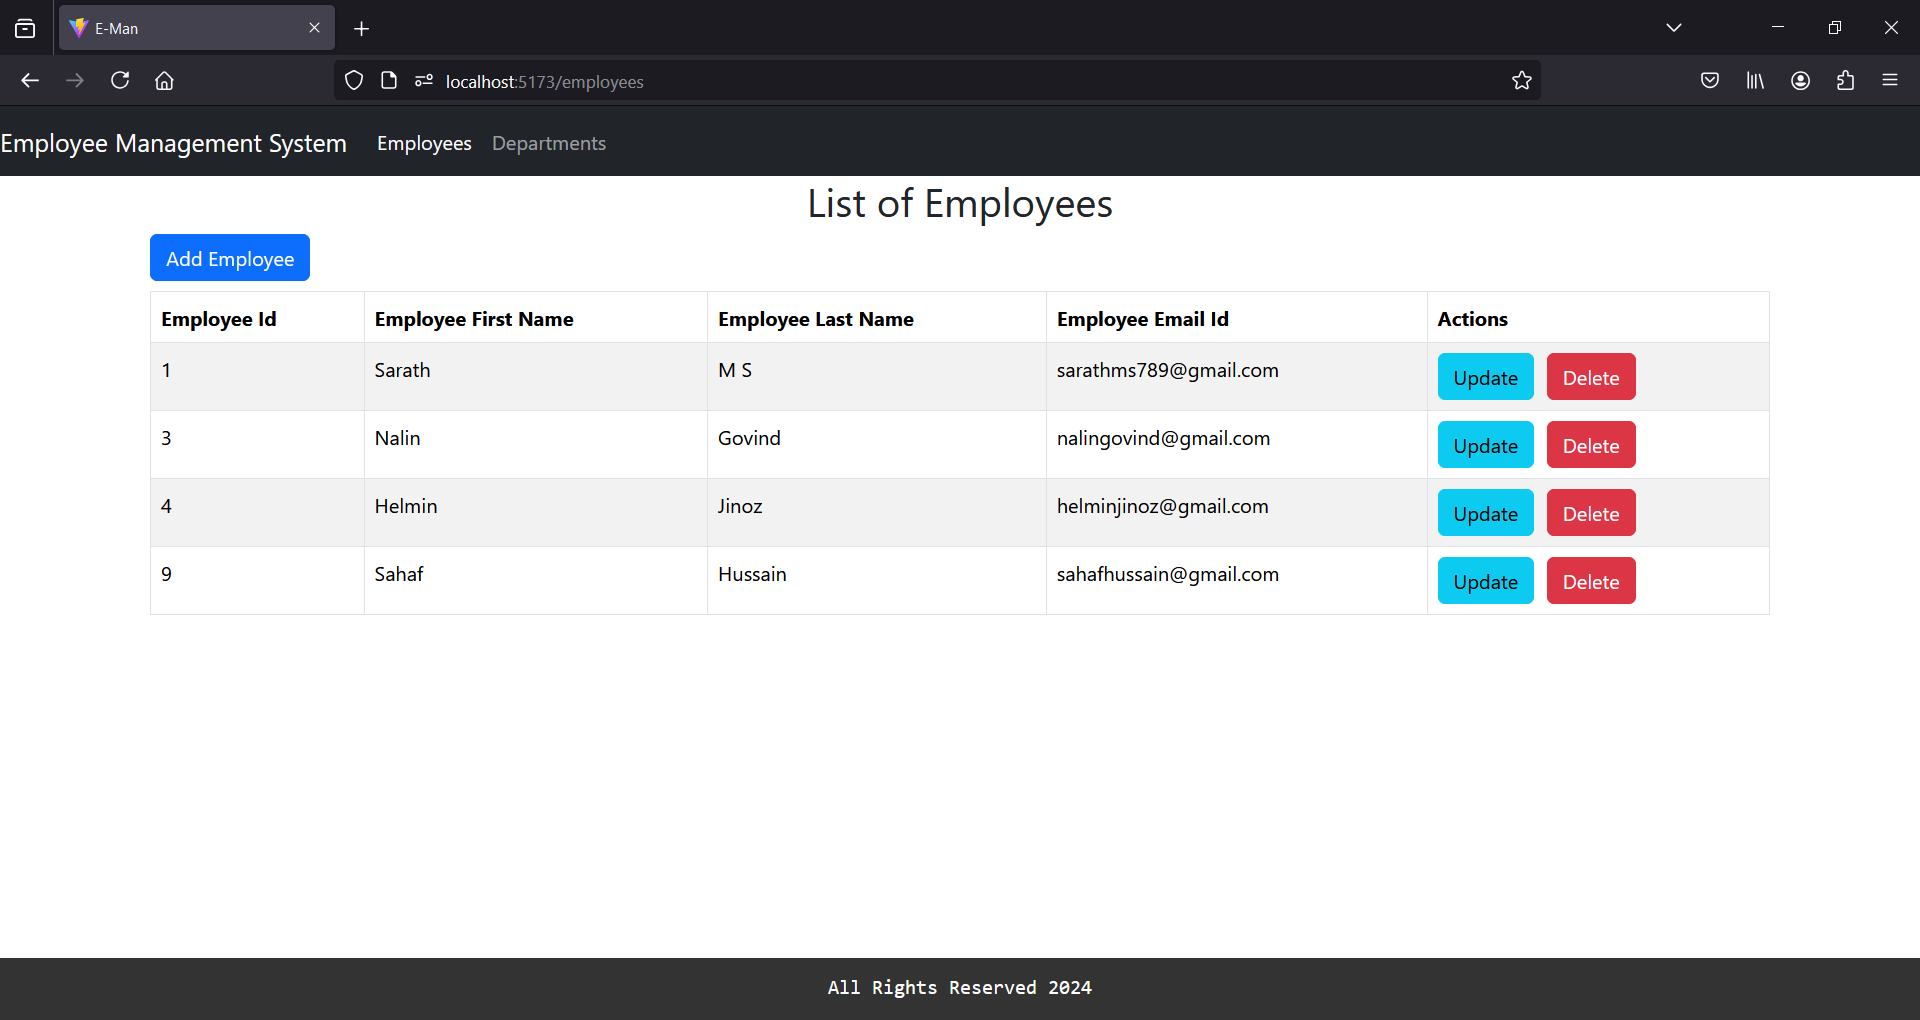 E-Man
localhost:5173/employees
Employee Management System Employees Departments
List of Employees
Add Employee
Employee Id Employee First Name Employee Last Name Employee Email Id Actions
1 Sarath M S sarathms789@gmail.com Update Delete
3 Nalin Govind nalingovind@gmail.com Update Delete
4 Helmin Jinoz helminjinoz@gmail.com Update Delete
9 Sahaf Hussain sahafhussain@gmail.com Update Delete
All Rights Reserved 2024